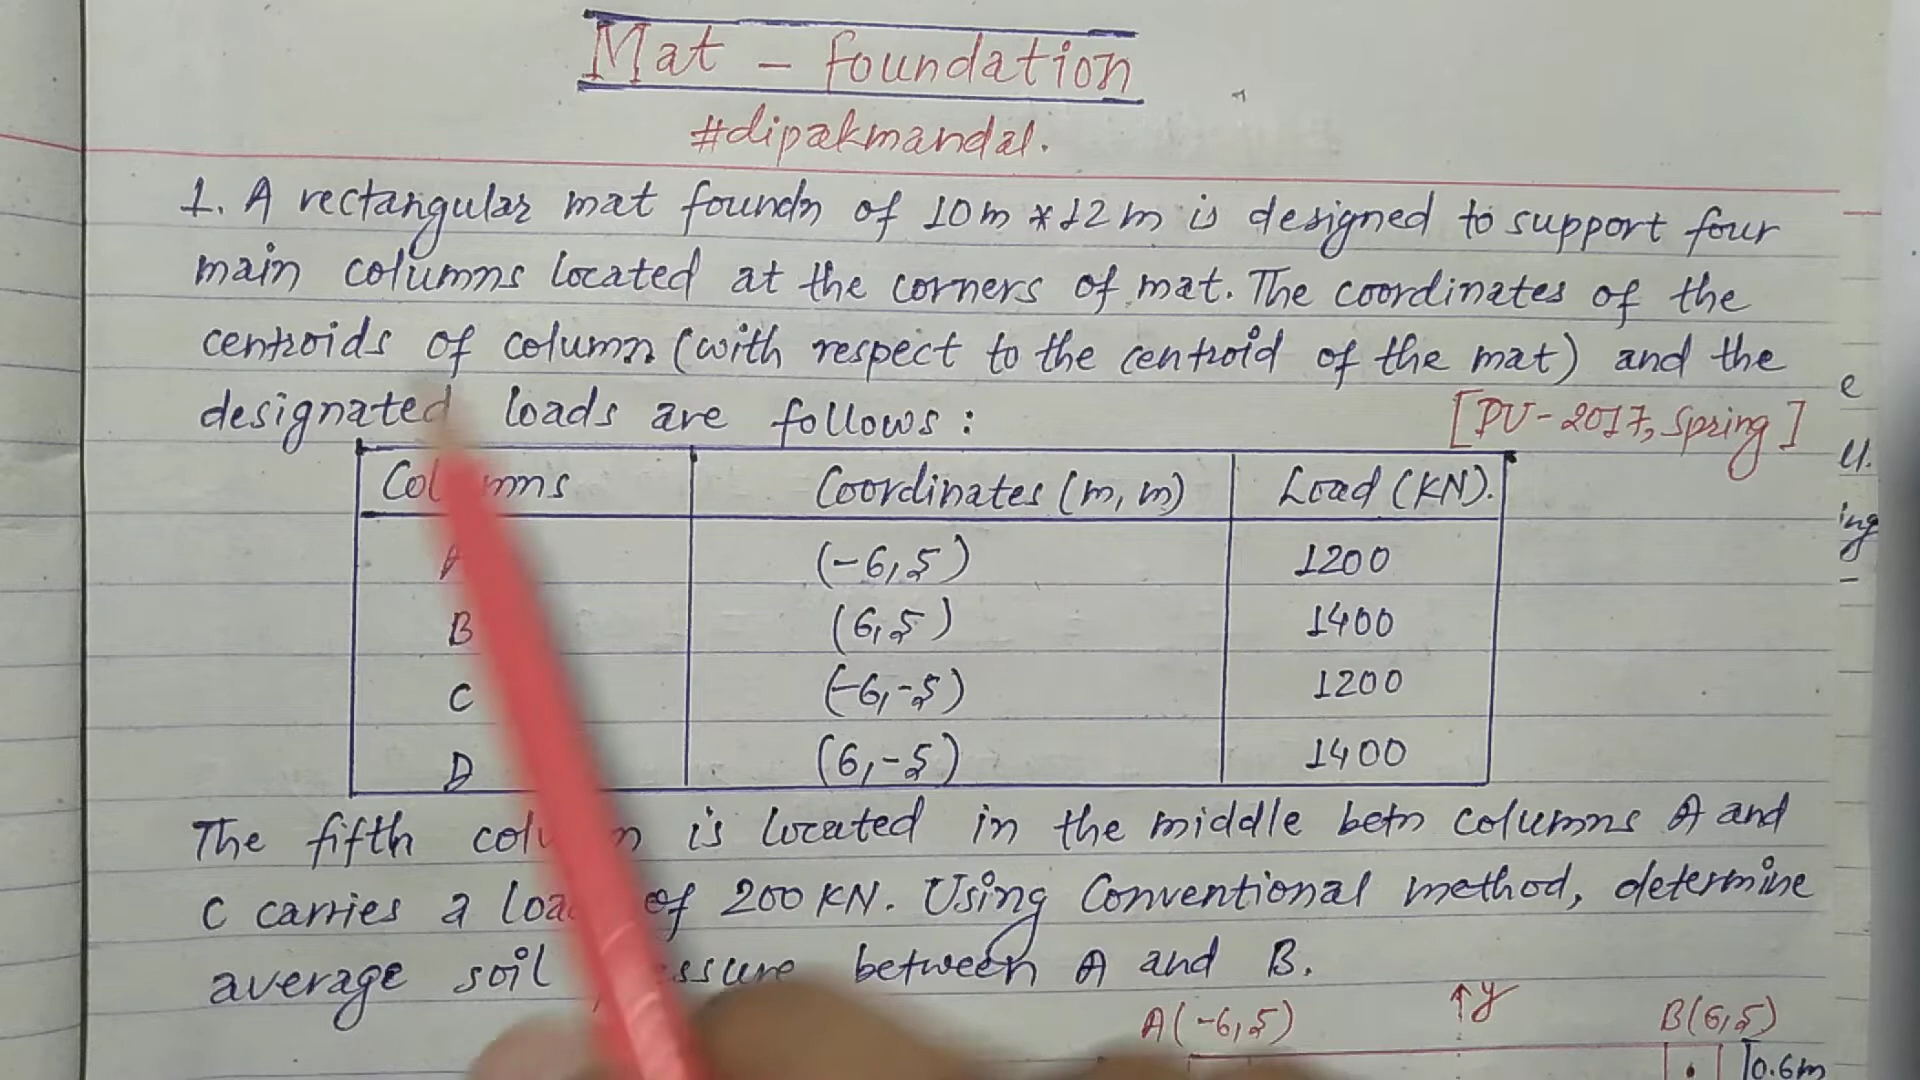 Mat - foundation
#dipakmandal.
1. A rectangular mat foundn of 10m *12m is designed to support four
main columns located at the corners of mat. The coordinates of the
centroids of column (with respect to the centroid of the mat) and the
designated loads are follows:
[PU-2017, Spring]
Coordinates (m, m) Load (KN).
(-6,5) 1200
B (6,5) 1400
C (-6,-5) 1200
D (6,-5) 1400
The fifth is located in the middle betn columns A and
C carries a of 200 KN. Using Conventional method, determine
average soil between A and B.
↑y
A(-6,5) B(6,5)
0.6m
e
ing